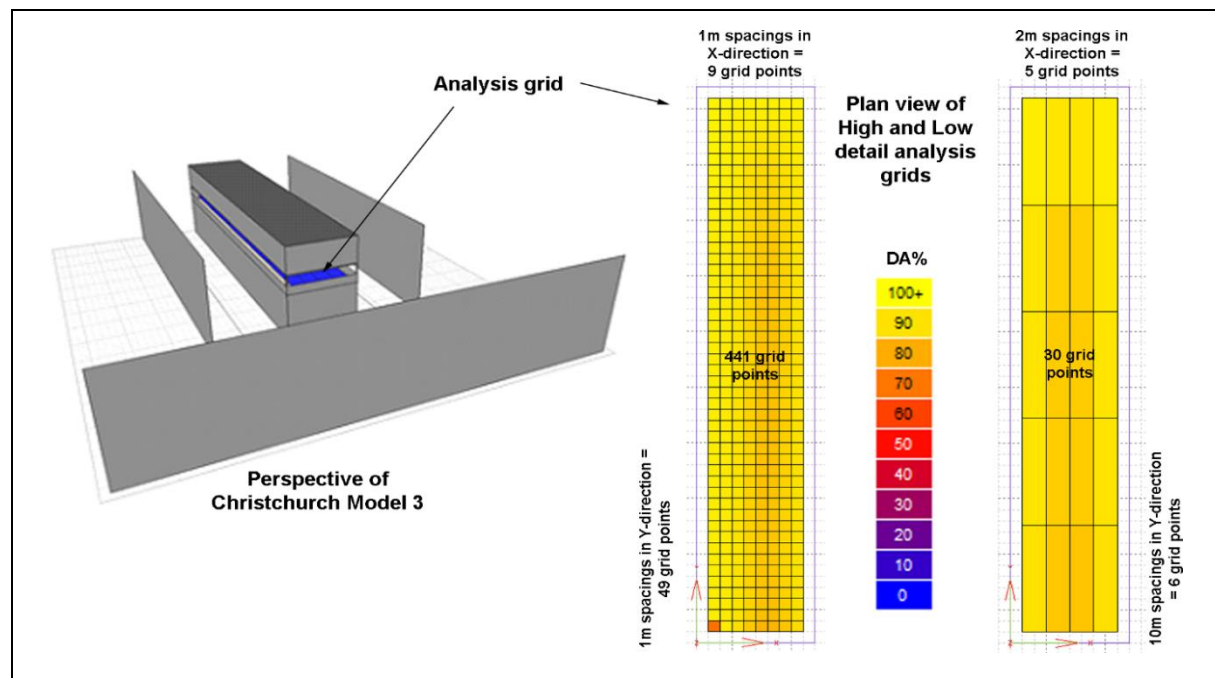 1m spacings in
X-direction =
9 grid points
2m spacings in
X-direction =
5 grid points
Analysis grid
Plan view of
High and Low
detail analysis
grids
DA%
100+
90
80
70
60
50
40
30
20
10
0
441 grid
points
30 grid
points
Perspective of
Christchurch Model 3
1m spacings in Y-direction =
49 grid points
10m spacings in Y-direction
= 6 grid points
X
X